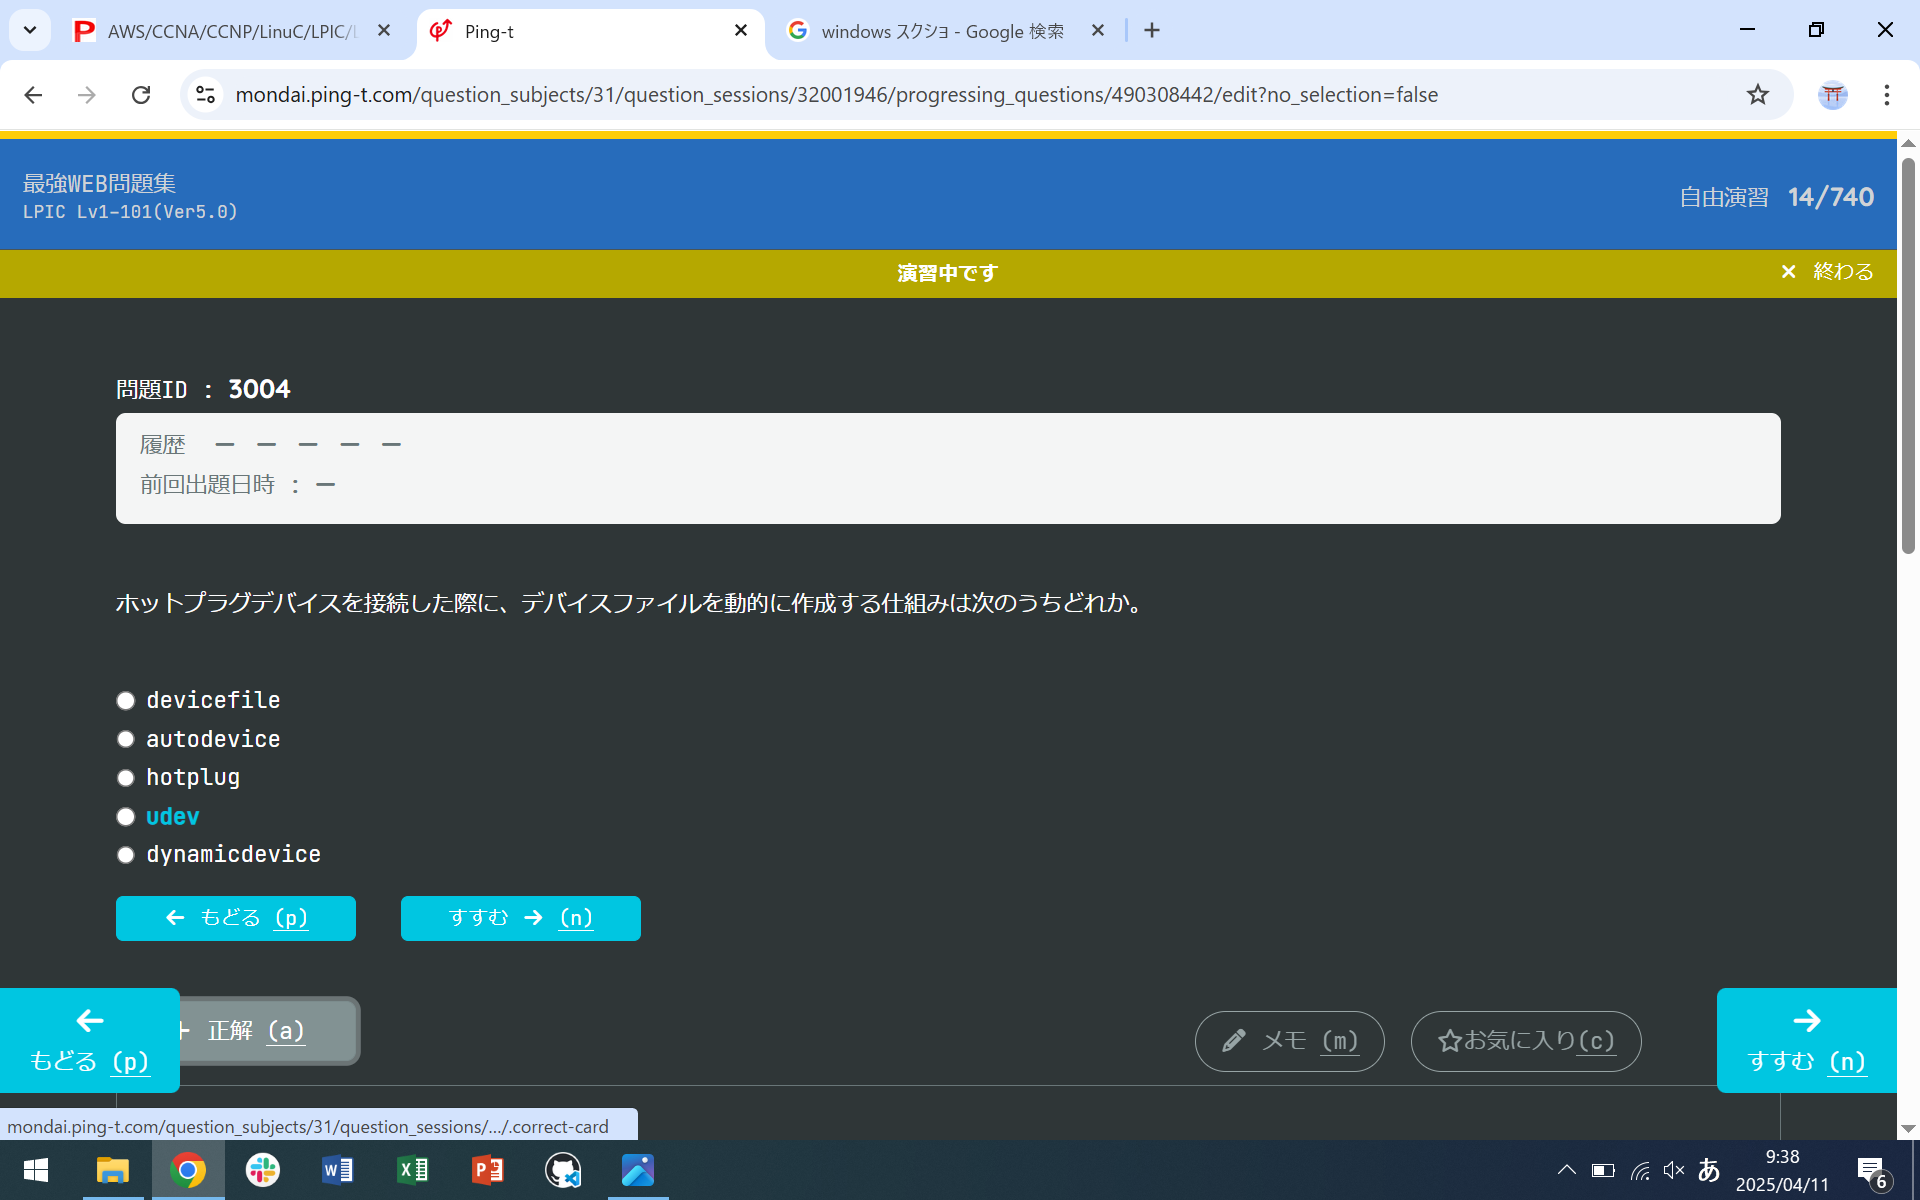 AWS/CCNA/CCNP/LinuC/LPIC/L
Ping-t
windows スクショ - Google 検索
mondai.ping-t.com/question_subjects/31/question_sessions/32001946/progressing_questions/490308442/edit?no_selection=false
最強WEB問題集
LPIC Lv1-101(Ver5.0)
自由演習 14/740
演習中です
× 終わる
問題ID : 3004
履歴 ー ー ー ー ー
前回出題日時 : ー
ホットプラグデバイスを接続した際に、デバイスファイルを動的に作成する仕組みは次のうちどれか。
devicefile
autodevice
hotplug
udev
dynamicdevice
← もどる (p)
すすむ → (n)
正解 (a)
メモ (m)
☆お気に入り(c)
←
もどる (p)
→
すすむ (n)
mondai.ping-t.com/question_subjects/31/question_sessions/.../.correct-card
あ
9:38
2025/04/11
6